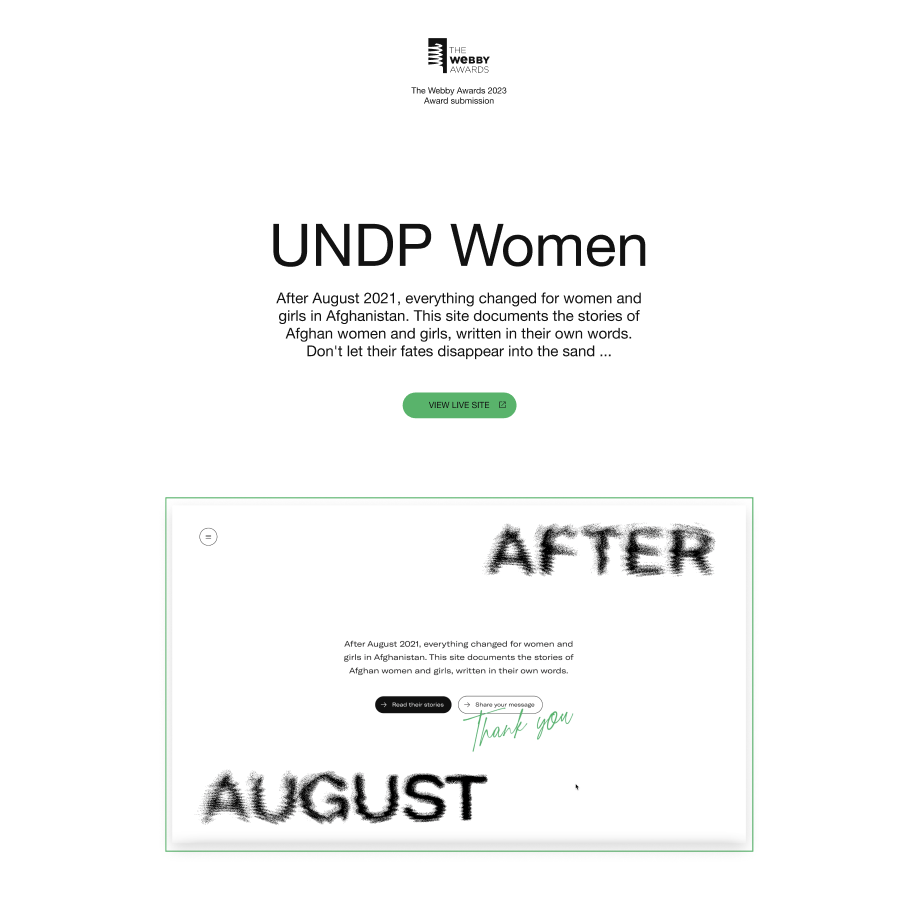 THE
WEBBY
AWARDS
The Webby Awards 2023
Award submission
UNDP Women
After August 2021, everything changed for women and
girls in Afghanistan. This site documents the stories of
Afghan women and girls, written in their own words.
Don't let their fates disappear into the sand ...
VIEW LIVE SITE
AFTER
After August 2021, everything changed for women and
girls in Afghanistan. This site documents the stories of
Afghan women and girls, written in their own words.
Read their stories
Share your message
Thank you
AUGUST